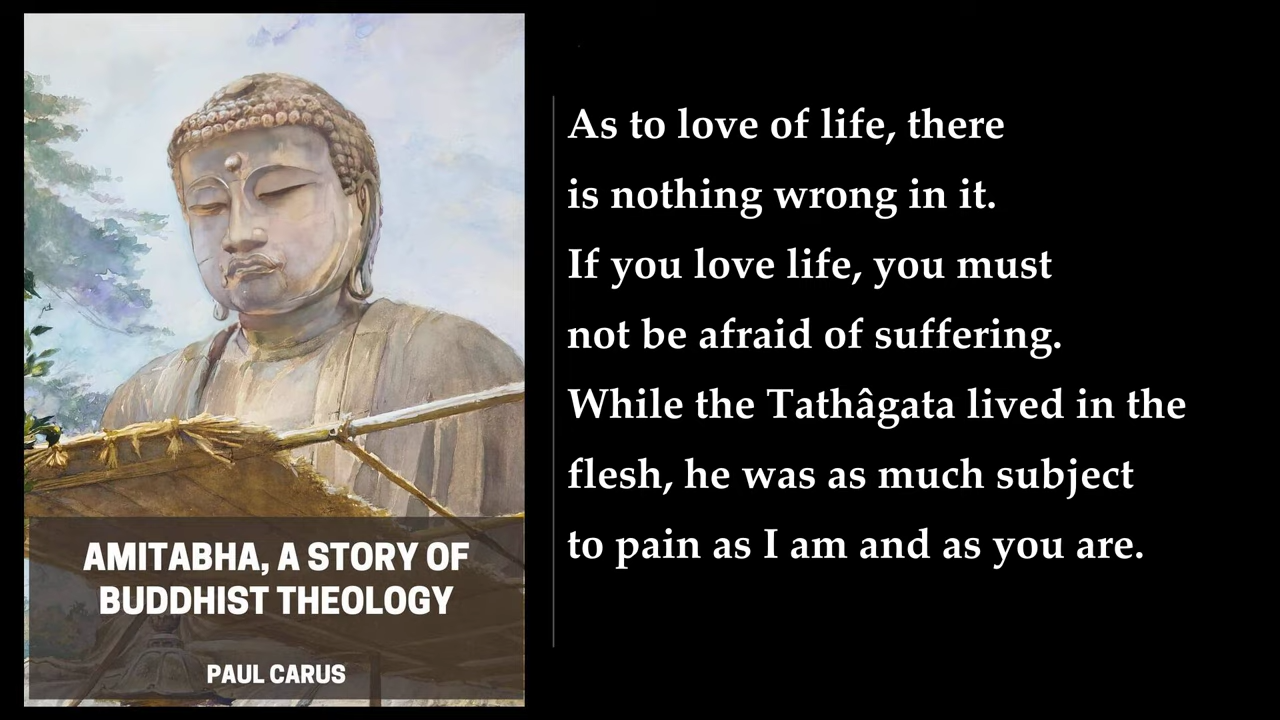 AMITABHA, A STORY OF
BUDDHIST THEOLOGY
PAUL CARUS
As to love of life, there
is nothing wrong in it.
If you love life, you must
not be afraid of suffering.
While the Tathâgata lived in the
flesh, he was as much subject
to pain as I am and as you are.